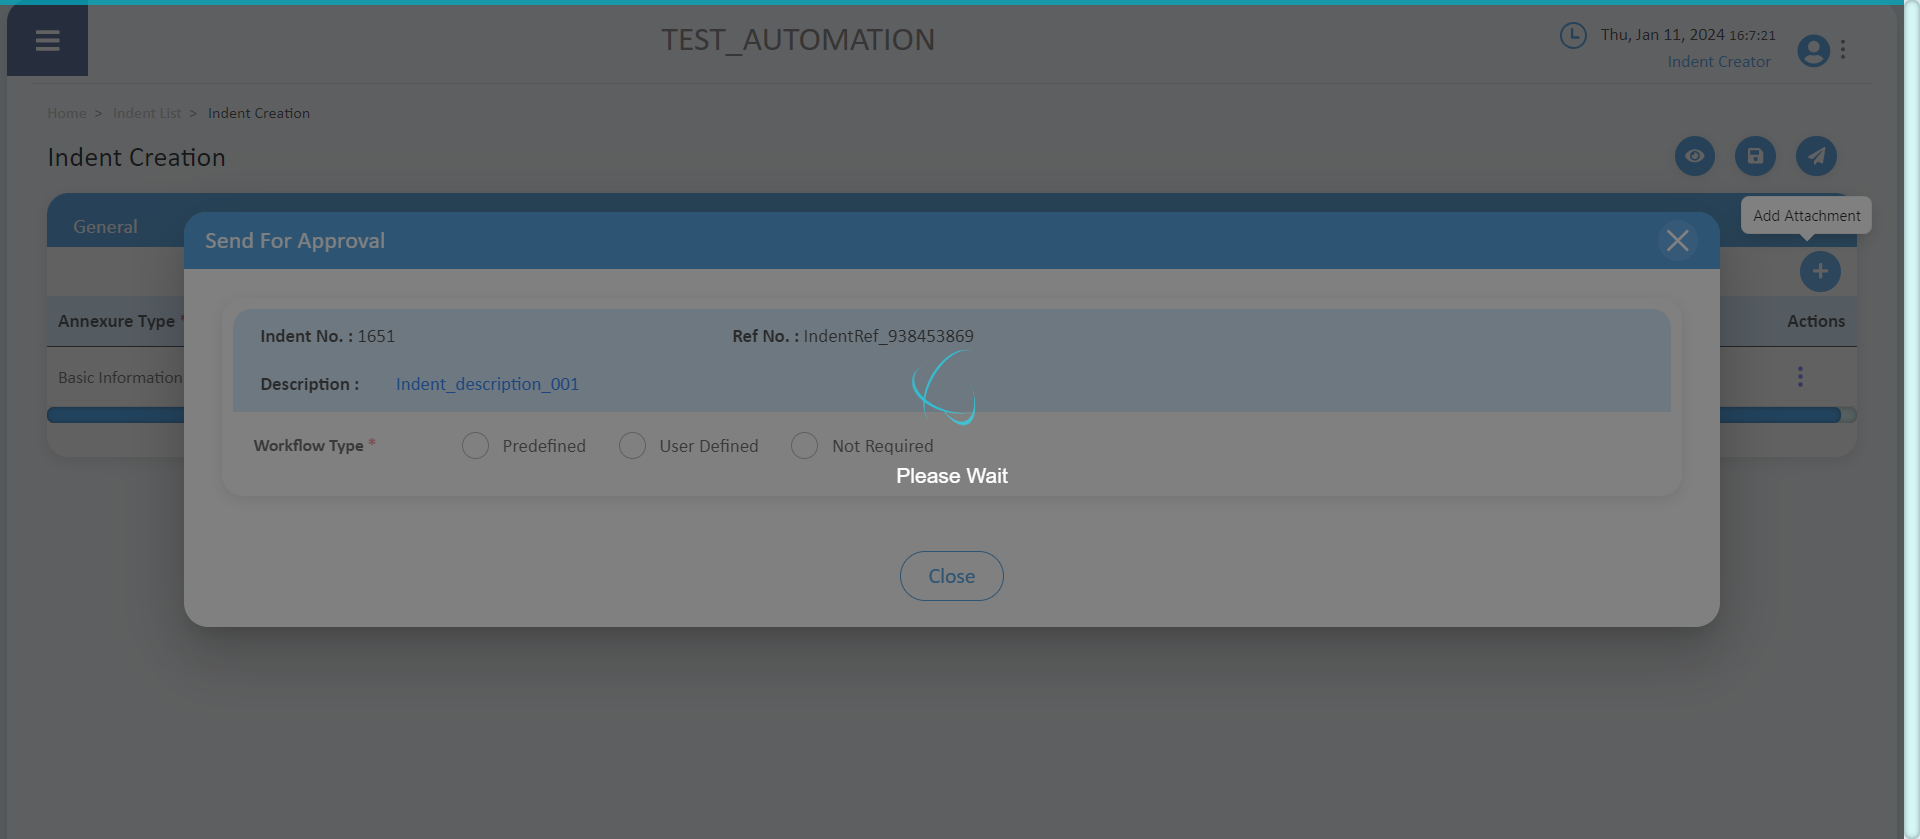 TEST_AUTOMATION
Thu, Jan 11, 2024 16:7:21
Indent Creator
Home > Indent List > Indent Creation
Indent Creation
General
Add Attachment
Send For Approval
Annexure Type *
Actions
Indent No. : 1651 Ref No. : IndentRef_938453869
Basic Information
Description : Indent_description_001
Workflow Type * Predefined User Defined Not Required
Please Wait
Close